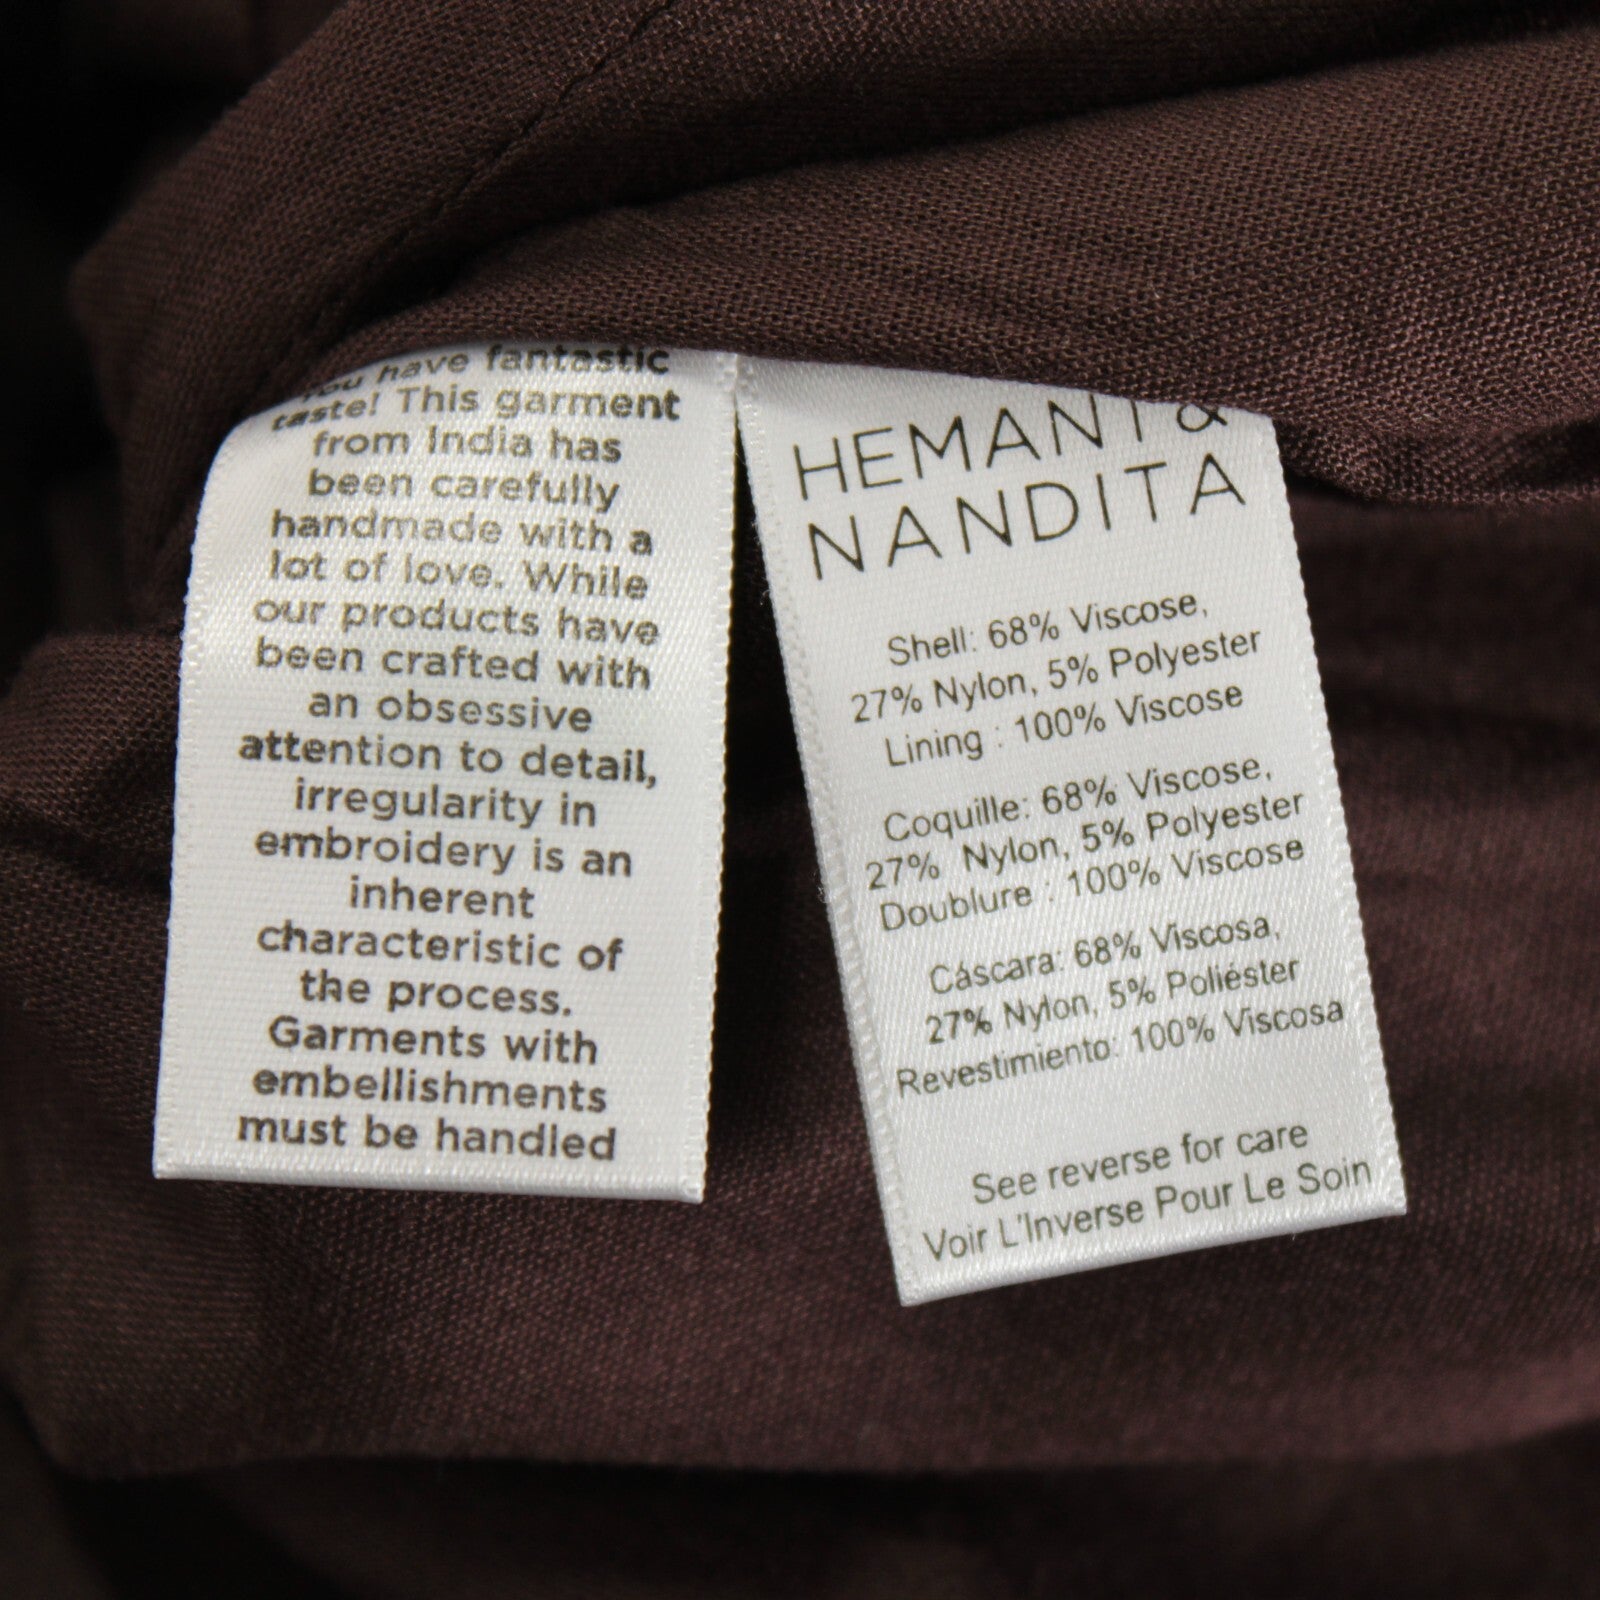 You have fantastic
taste! This garment
from India has
been carefully
handmade with a
lot of love. While
our products have
been crafted with
an obsessive
attention to detail,
irregularity in
embroidery is an
inherent
characteristic of
the process.
Garments with
embellishments
must be handled
HEMANT &
NANDITA
Shell: 68% Viscose,
27% Nylon, 5% Polyester
Lining : 100% Viscose
Coquille: 68% Viscose,
27% Nylon, 5% Polyester
Doublure : 100% Viscose
Cáscara: 68% Viscosa,
27% Nylon, 5% Poliéster
Revestimiento: 100% Viscosa
See reverse for care
Voir L'Inverse Pour Le Soin